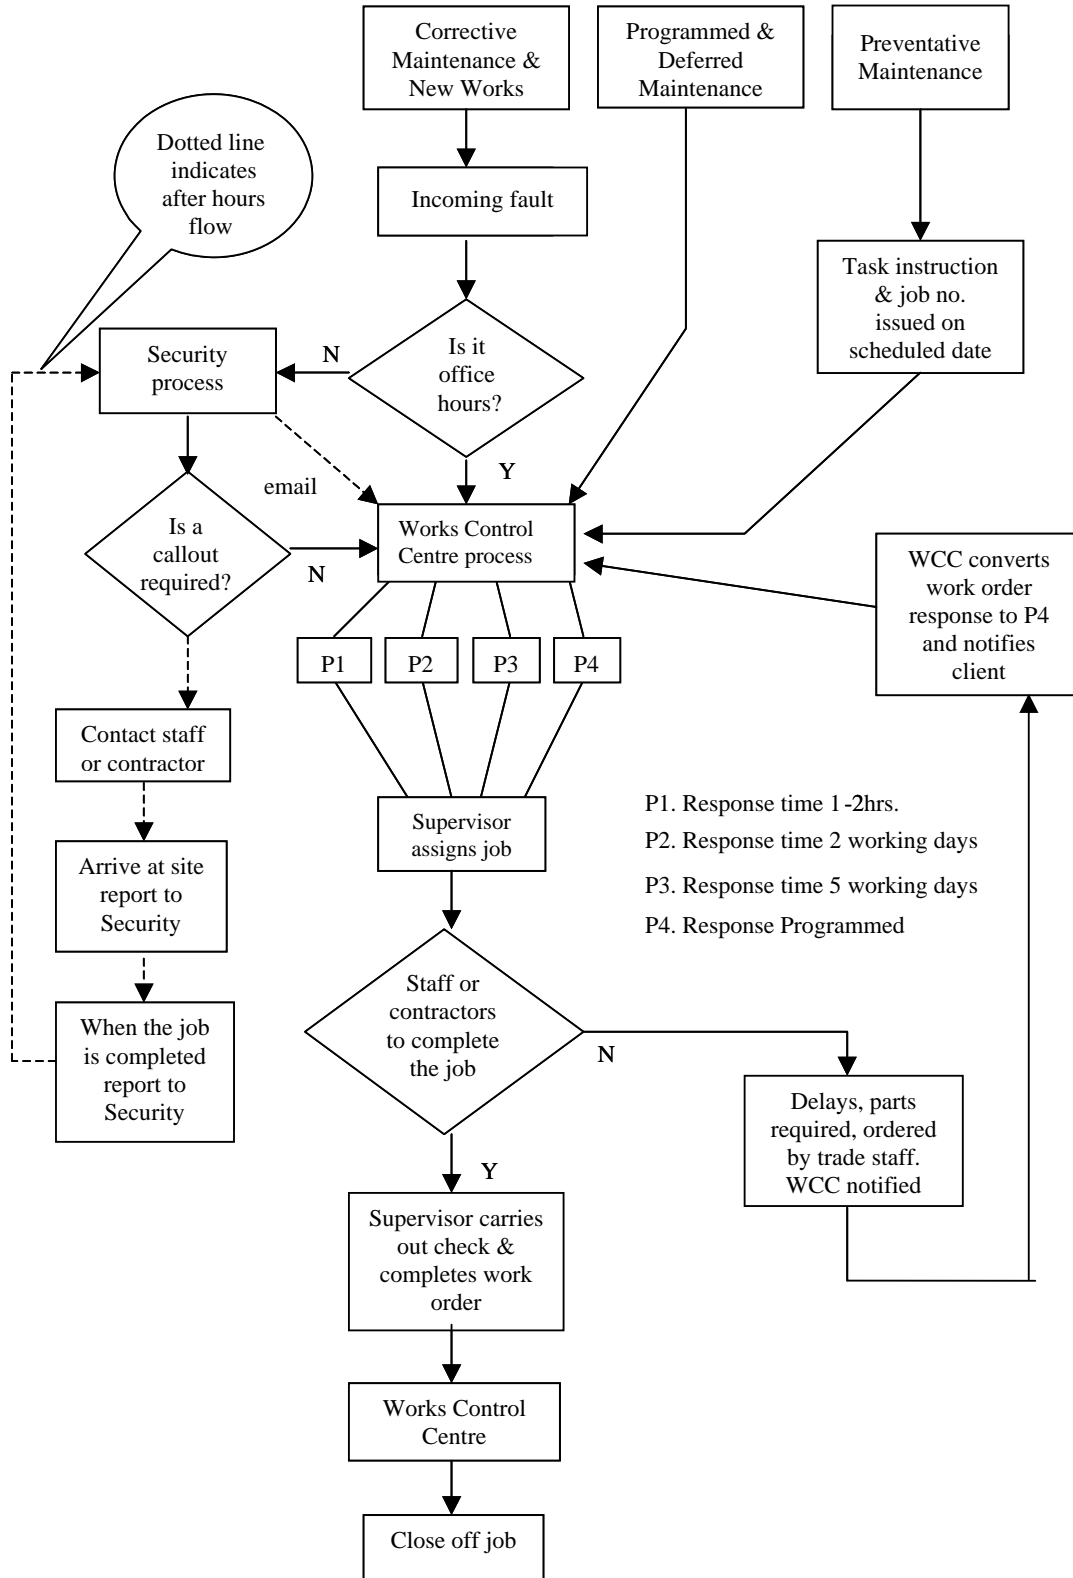 Corrective
Maintenance &
New Works
Programmed &
Deferred
Maintenance
Preventative
Maintenance
Dotted line
indicates
after hours
flow
Incoming fault
Task instruction
& job no.
issued on
scheduled date
Security
process
N
Is it
office
hours?
Y
email
Is a
callout
required?
N
Works Control
Centre process
WCC converts
work order
response to P4
and notifies
client
P1
P2
P3
P4
Contact staff
or contractor
Supervisor
assigns job
P1. Response time 1-2hrs.
P2. Response time 2 working days
P3. Response time 5 working days
P4. Response Programmed
Arrive at site
report to
Security
When the job
is completed
report to
Security
Staff or
contractors
to complete
the job
N
Delays, parts
required, ordered
by trade staff.
WCC notified
Y
Supervisor carries
out check &
completes work
order
Works Control
Centre
Close off job